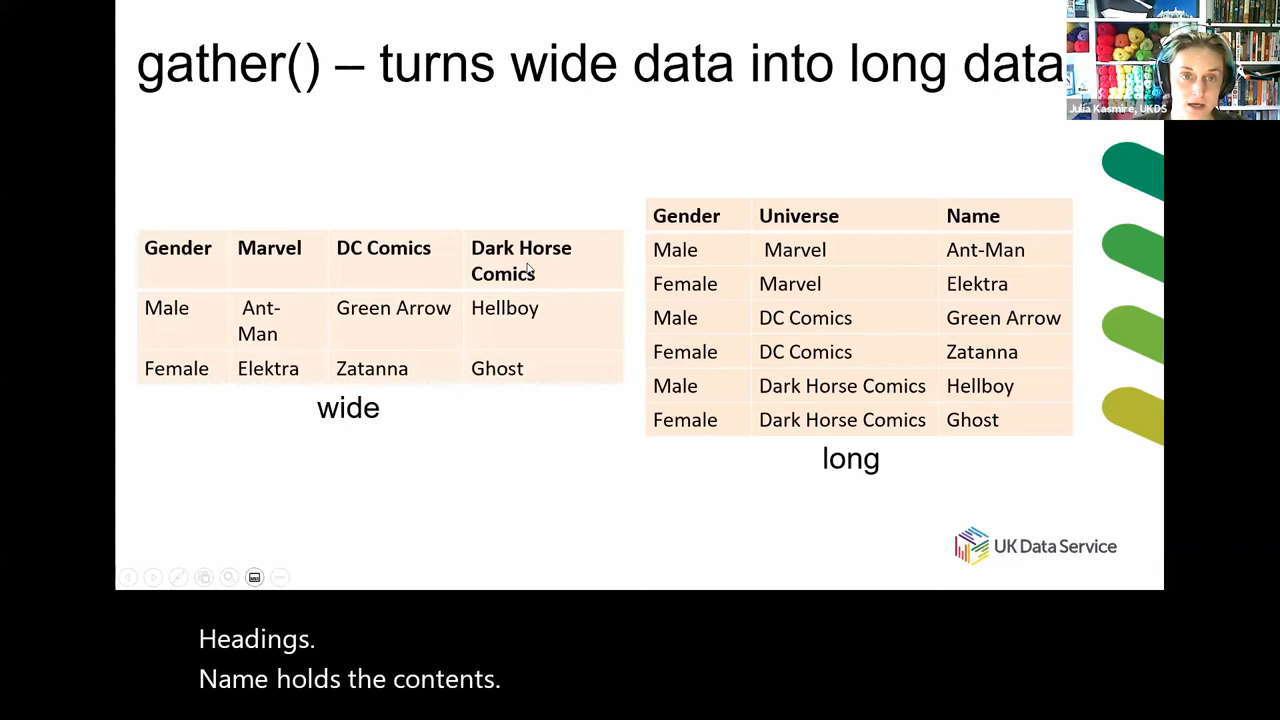 gather() – turns wide data into long data
Julia Kasmire, UKDS
Gender Marvel DC Comics Dark Horse
Comics
Male Ant-
Man Green Arrow Hellboy
Female Elektra Zatanna Ghost
wide
Gender Universe Name
Male Marvel Ant-Man
Female Marvel Elektra
Male DC Comics Green Arrow
Female DC Comics Zatanna
Male Dark Horse Comics Hellboy
Female Dark Horse Comics Ghost
long
UK Data Service
Headings.
Name holds the contents.